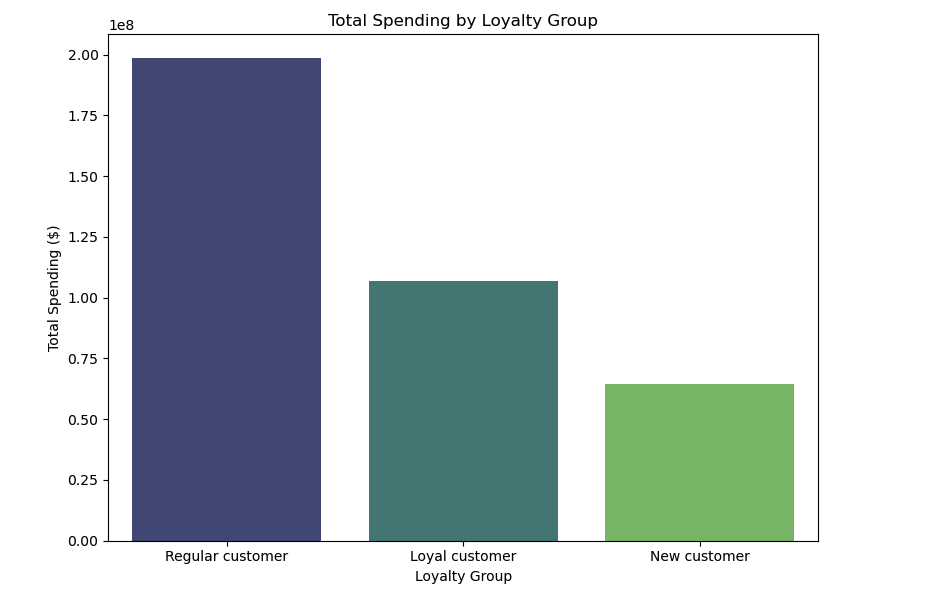 Total Spending by Loyalty Group
1e8
2.00
1.75
1.50
1.25
1.00
0.75
0.50
0.25
0.00
Total Spending ($)
Regular customer
Loyal customer
New customer
Loyalty Group